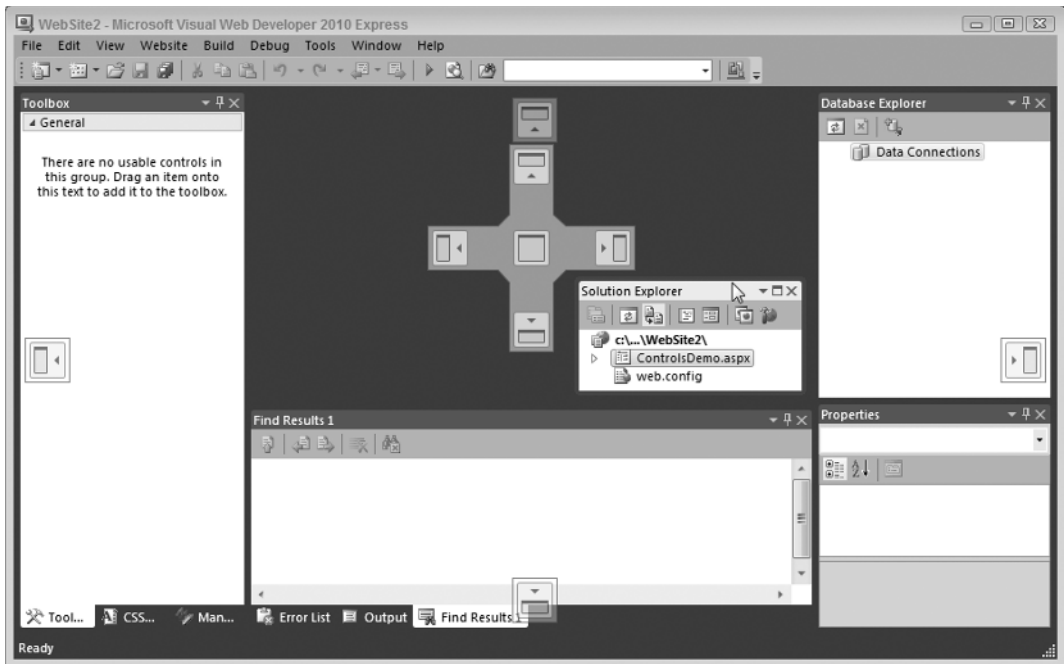 WebSite2 - Microsoft Visual Web Developer 2010 Express
File Edit View Website Build Debug Tools Window Help
Toolbox
General
There are no usable controls in
this group. Drag an item onto
this text to add it to the toolbox.
Database Explorer
Data Connections
Solution Explorer
c:\...\WebSite2\
ControlsDemo.aspx
web.config
Find Results 1
Properties
Tool... CSS... Man... Error List Output Find Results 1
Ready